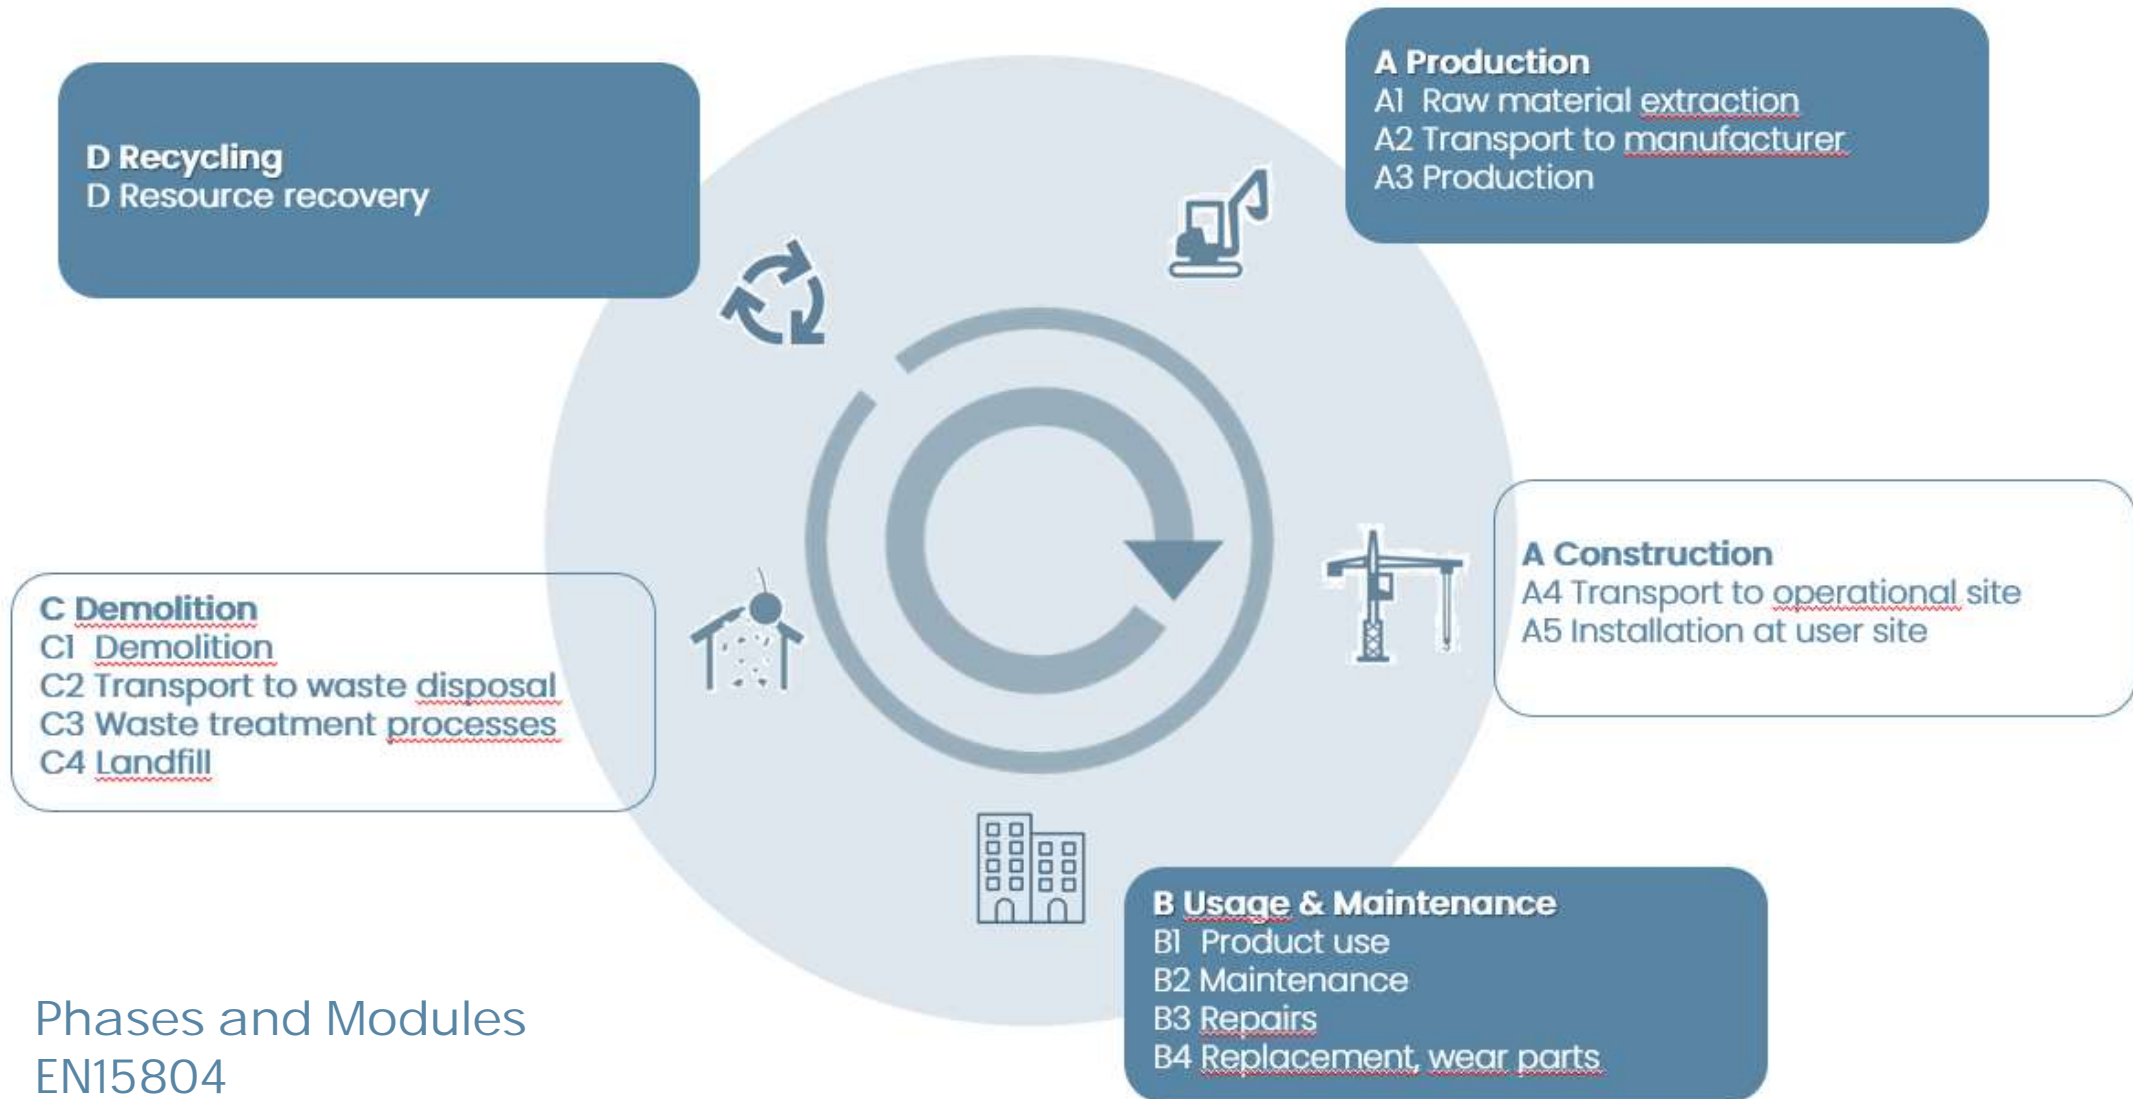 A Production
A1 Raw material extraction
A2 Transport to manufacturer
A3 Production
D Recycling
D Resource recovery
A Construction
A4 Transport to operational site
A5 Installation at user site
C Demolition
C1 Demolition
C2 Transport to waste disposal
C3 Waste treatment processes
C4 Landfill
B Usage & Maintenance
B1 Product use
B2 Maintenance
B3 Repairs
B4 Replacement, wear parts
Phases and Modules
EN15804